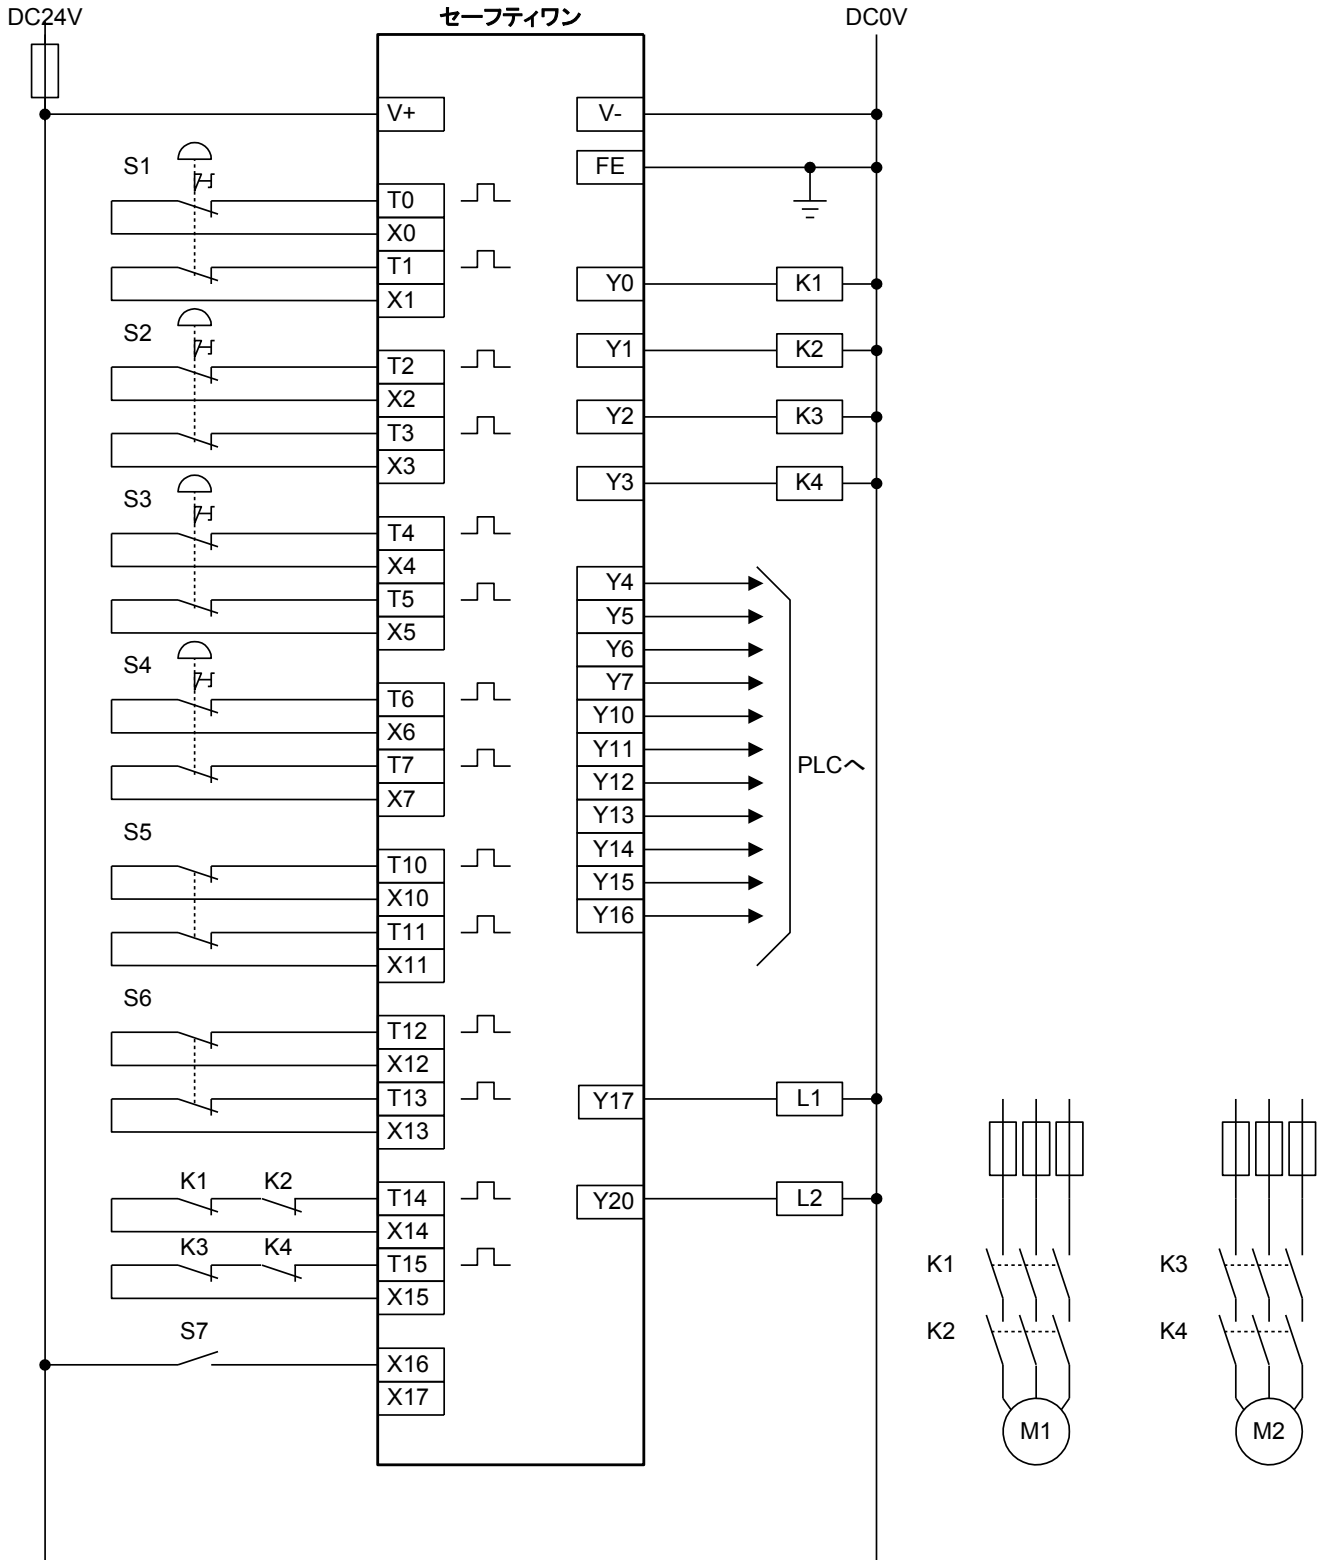 DC24V
セーフティワン
DC0V
V+
V-
S1
FE
T0
X0
T1
X1
Y0
K1
S2
Y1
K2
T2
X2
T3
X3
Y2
K3
Y3
K4
S3
T4
X4
T5
X5
Y4
Y5
Y6
Y7
Y10
Y11
Y12
Y13
Y14
Y15
Y16
PLCへ
S4
T6
X6
T7
X7
S5
T10
X10
T11
X11
S6
T12
X12
T13
X13
Y17
L1
K1
K2
T14
X14
Y20
L2
K3
K4
T15
X15
S7
X16
X17
K1
K2
M1
K3
K4
M2